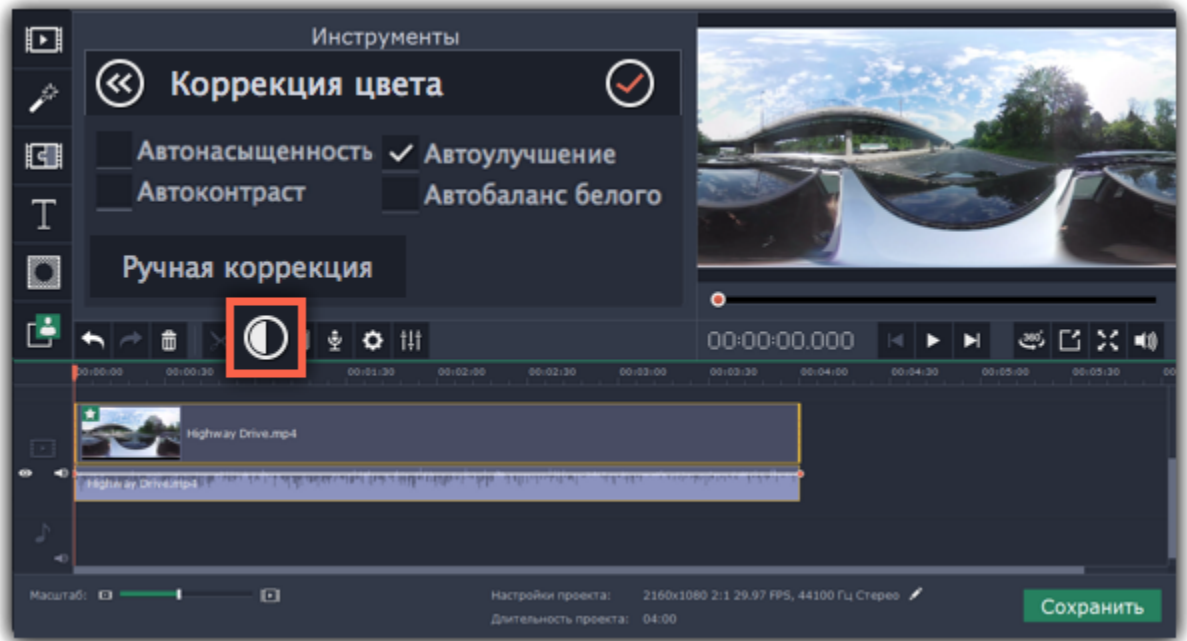 Инструменты
Коррекция цвета
Автонасыщенность
Автоулучшение
Автоконтраст
Автобаланс белого
Ручная коррекция
T
00:00:00.000
360°
00:00:00 00:00:30 00:01:30 00:02:00 00:02:30 00:03:00 00:03:30 00:04:00 00:04:30 00:05:00 00:05:30 00
Highway Drive.mp4
Highway Drive.mp4
Масштаб:
Настройки проекта: 2160x1080 2:1 29.97 FPS, 44100 Гц Стерео
Длительность проекта: 04:00
Сохранить